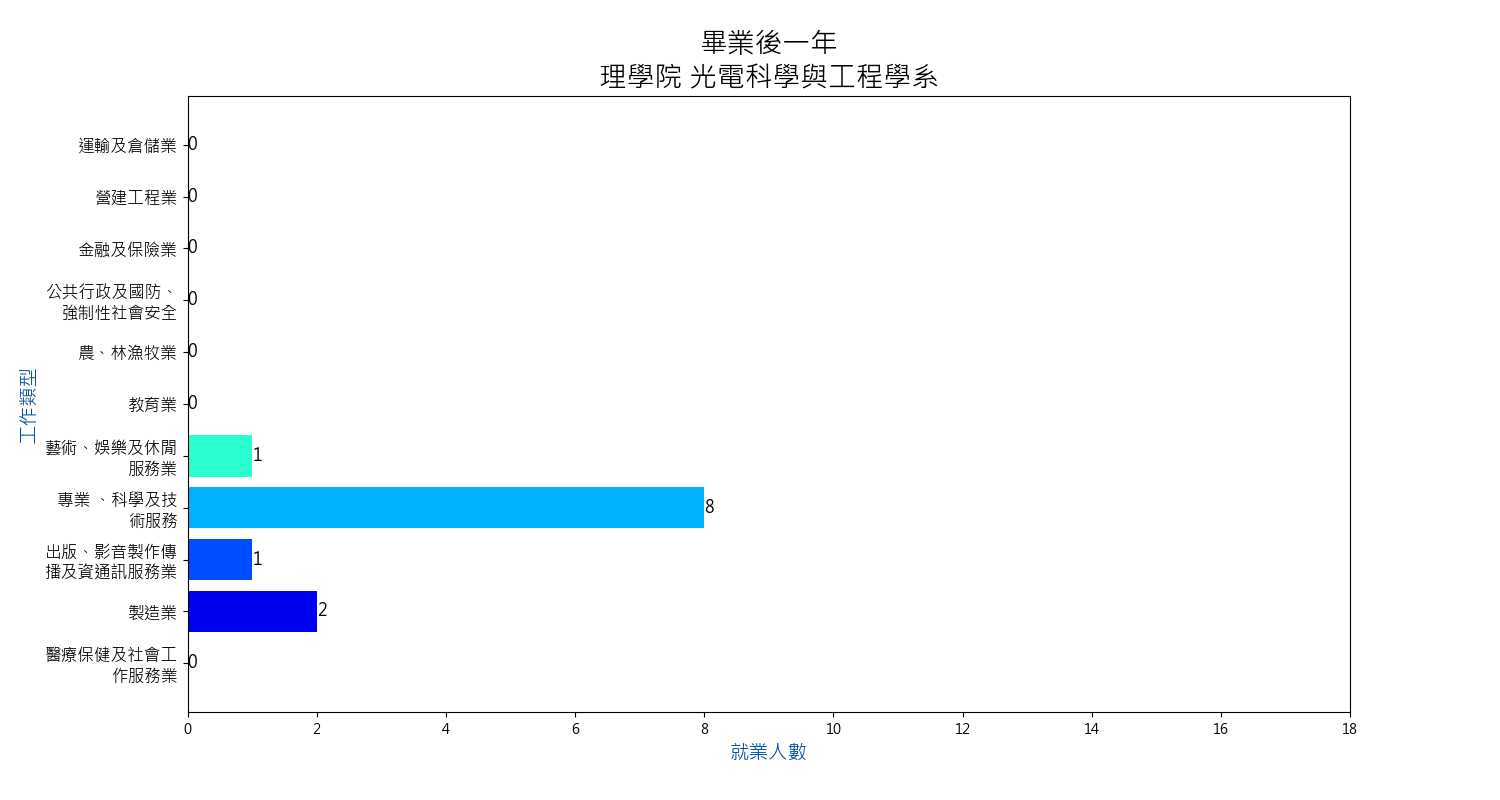 畢業後一年
理學院 光電科學與工程學系
運輸及倉儲業
0
營建工程業
0
金融及保險業
0
公共行政及國防、
強制性社會安全
0
農、林漁牧業
0
教育業
0
藝術、娛樂及休閒
服務業
1
專業 、科學及技
術服務
8
出版、影音製作傳
播及資通訊服務業
1
製造業
2
醫療保健及社會工
作服務業
0
工作類型
0 2 4 6 8 10 12 14 16 18
就業人數